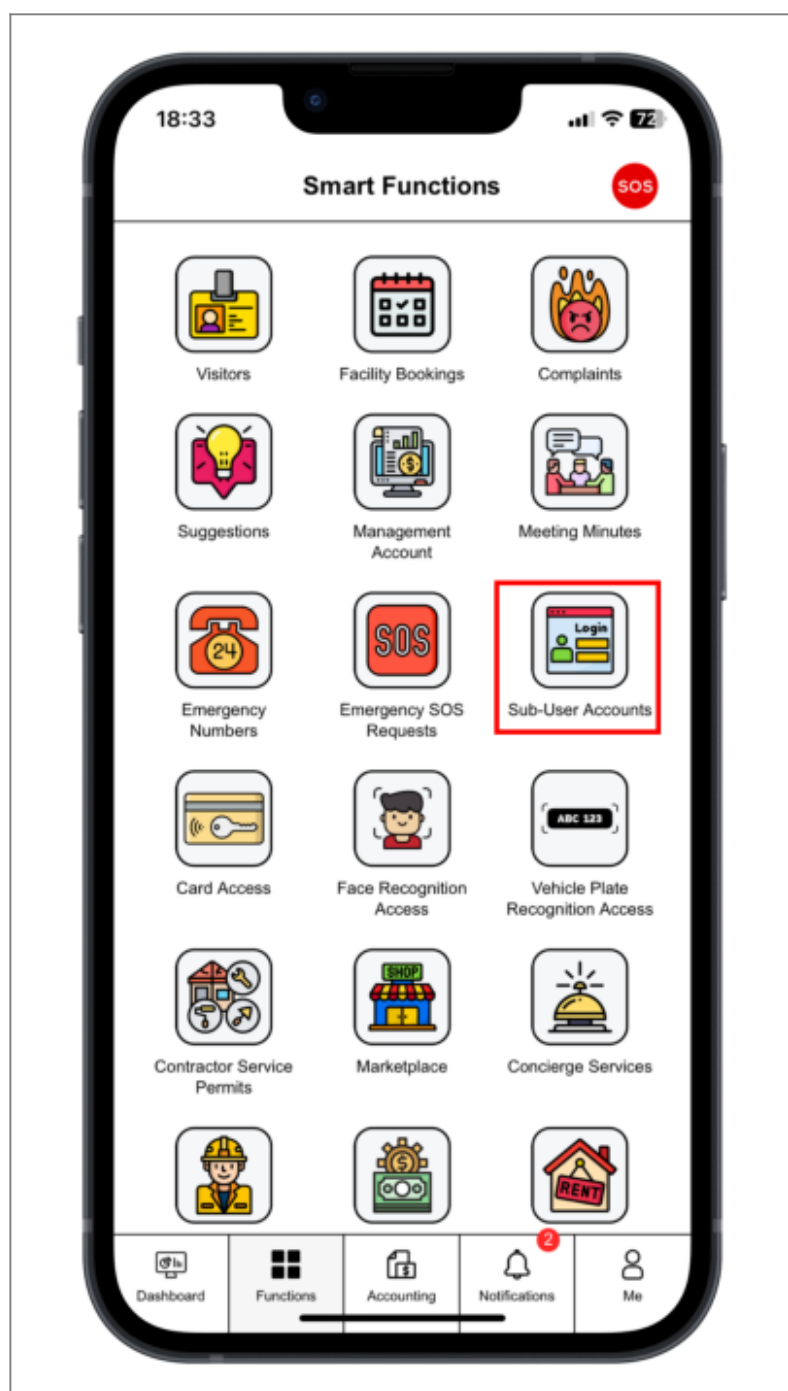 18:33
72
Smart Functions
SOS
Visitors
Facility Bookings
Complaints
Suggestions
Management
Account
Meeting Minutes
24
Emergency
Numbers
SOS
Emergency SOS
Requests
Login
Sub-User Accounts
Card Access
Face Recognition
Access
ABC 123
Vehicle Plate
Recognition Access
Contractor Service
Permits
SHOP
Marketplace
Concierge Services
RENT
Dashboard
Functions
Accounting
2
Notifications
Me